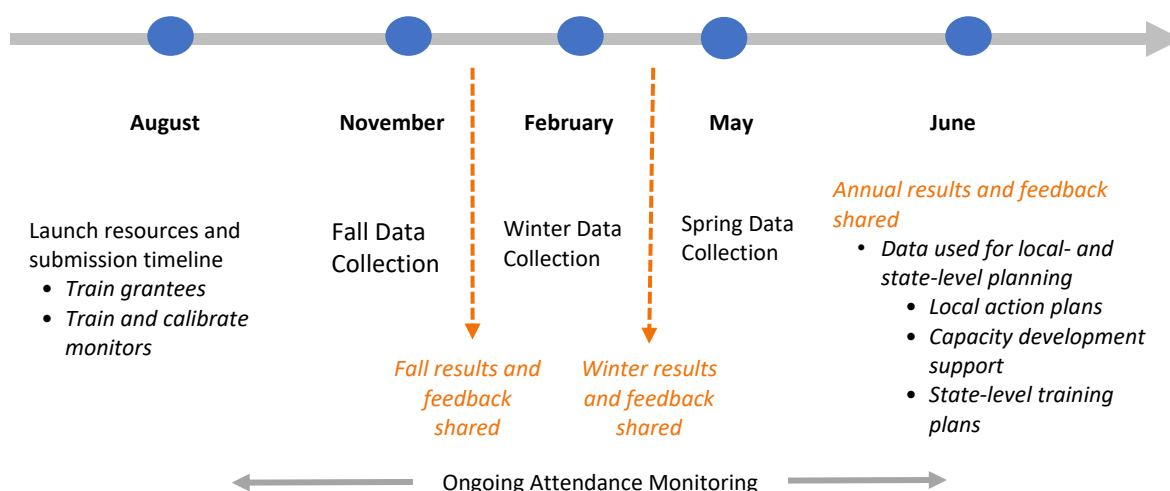 August
November
February
May
June
Launch resources and
submission timeline
• Train grantees
• Train and calibrate
monitors
Fall Data
Collection
Winter Data
Collection
Spring Data
Collection
Annual results and feedback
shared
• Data used for local- and
state-level planning
• Local action plans
• Capacity development
support
• State-level training
plans
Fall results and
feedback
shared
Winter results
and feedback
shared
Ongoing Attendance Monitoring